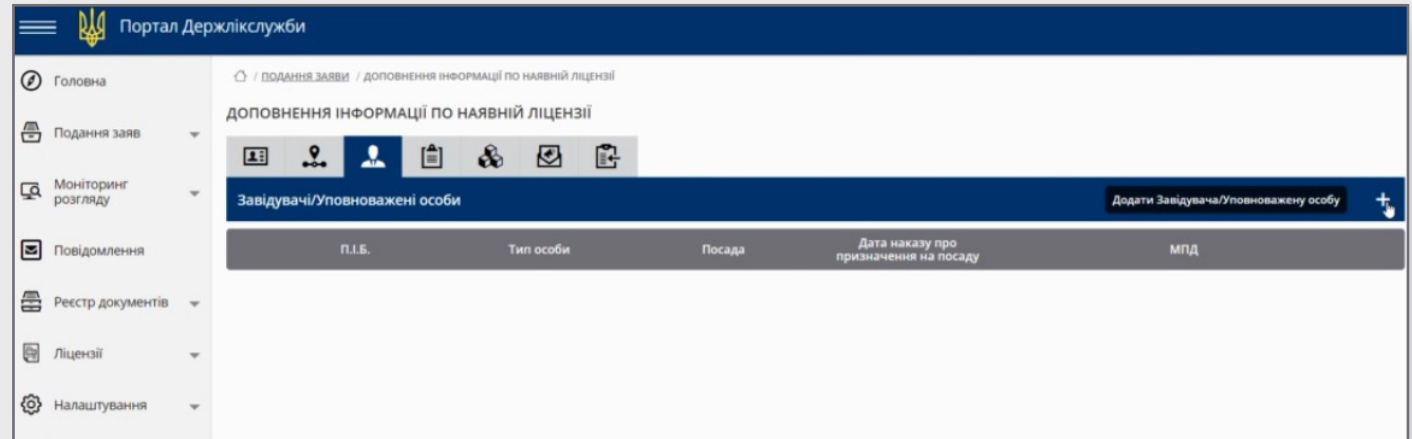 Портал Держлікслужби
Головна
Подання заяв
Моніторинг
розгляду
Повідомлення
Реєстр документів
Ліцензії
Налаштування
/ ПОДАННЯ ЗАЯВИ / ДОПОВНЕННЯ ІНФОРМАЦІЇ ПО НАЯВНІЙ ЛІЦЕНЗІЇ
ДОПОВНЕННЯ ІНФОРМАЦІЇ ПО НАЯВНІЙ ЛІЦЕНЗІЇ
Завідувачі/Уповноважені особи
Додати Завідувача/Уповноважену особу
П.І.Б.
Тип особи
Посада
Дата наказу про
призначення на посаду
МПД